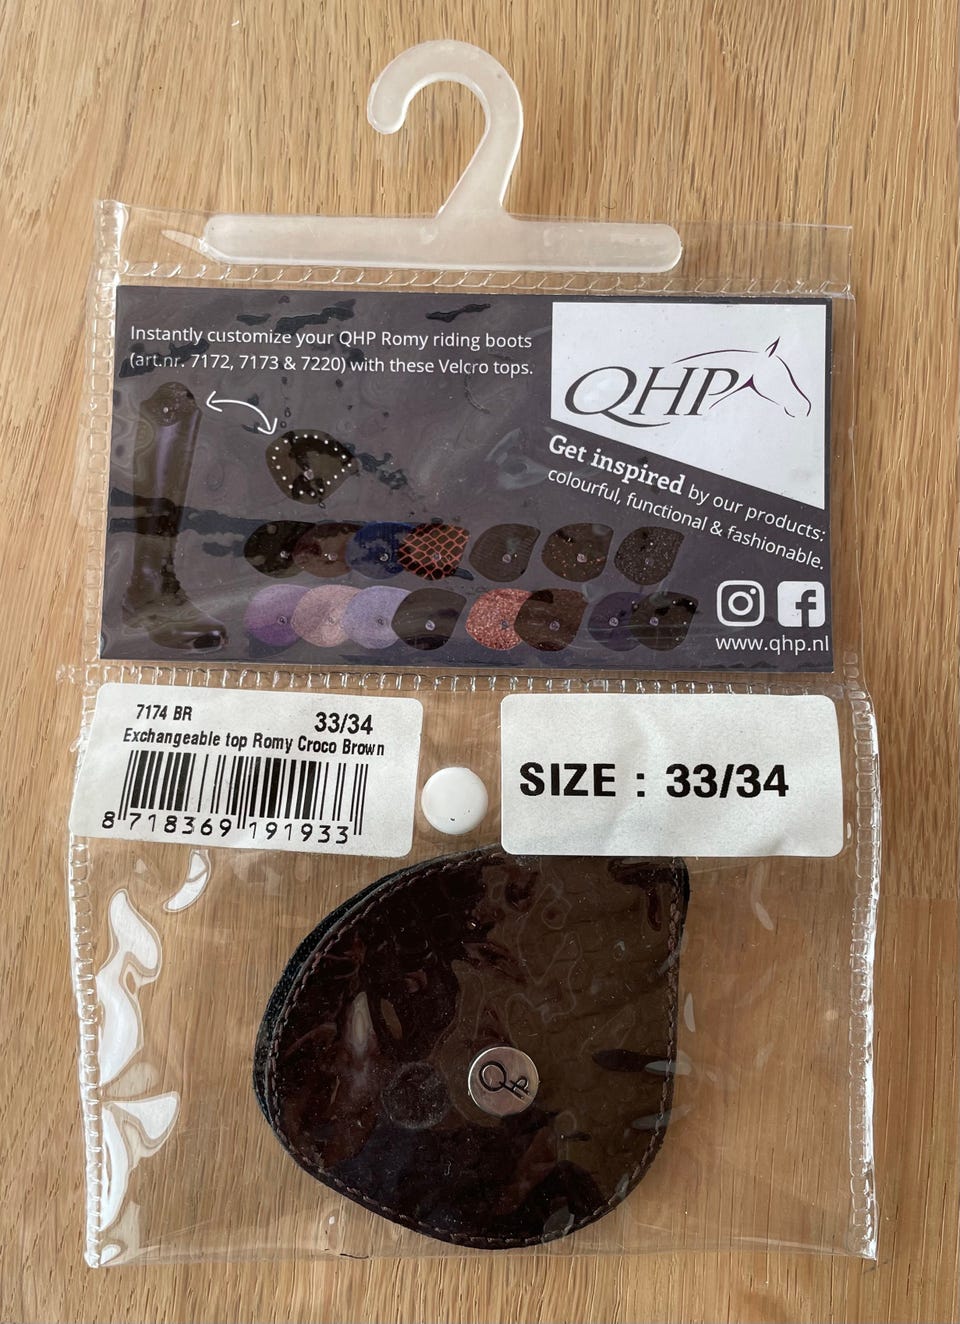 Instantly customize your QHP Romy riding boots
(art.nr. 7172, 7173 & 7220) with these Velcro tops.
QHP
Get inspired by our products:
colourful, functional & fashionable.
www.qhp.nl
7174 BR
33/34
Exchangeable top Romy Croco Brown
8 718369 191933
SIZE : 33/34
Qhp